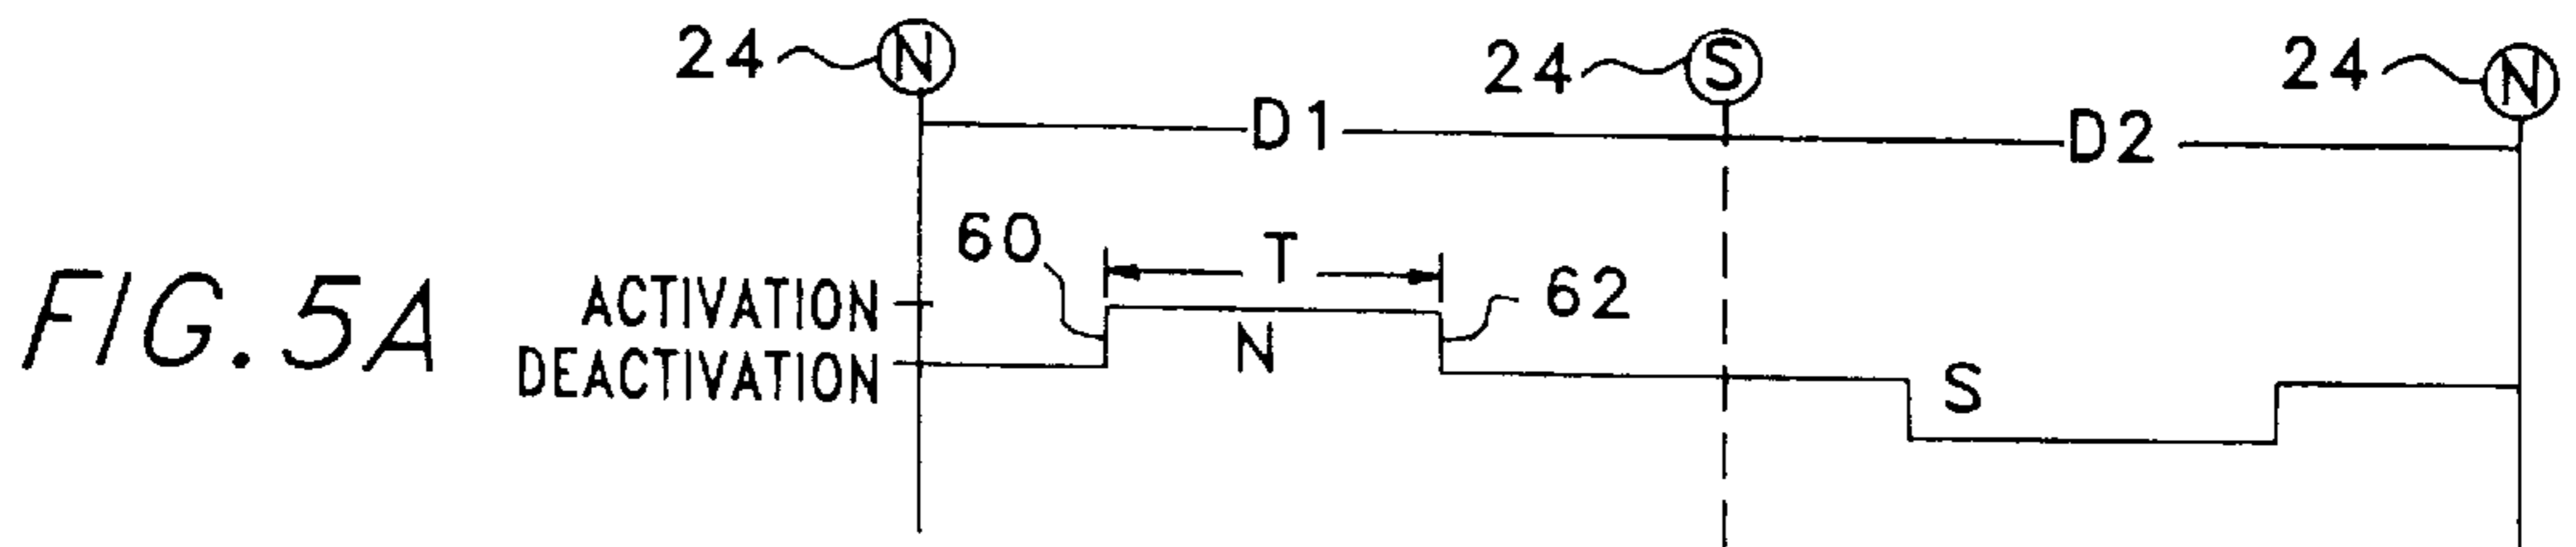 24 N 24 S 24 N
D1 D2
60 T 62
FIG. 5A
ACTIVATION
DEACTIVATION
N S